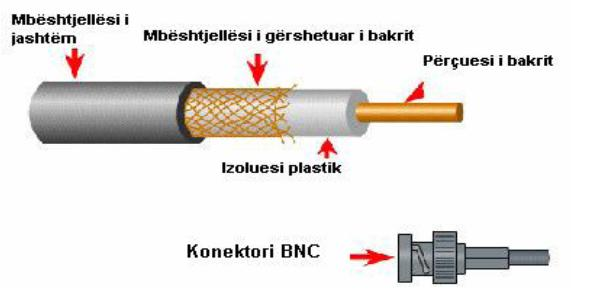 Mbështjellësi i
jashtëm
Mbështjellësi i gërshetuar i bakrit
Përçuesi i bakrit
Izoluesi plastik
Konektori BNC